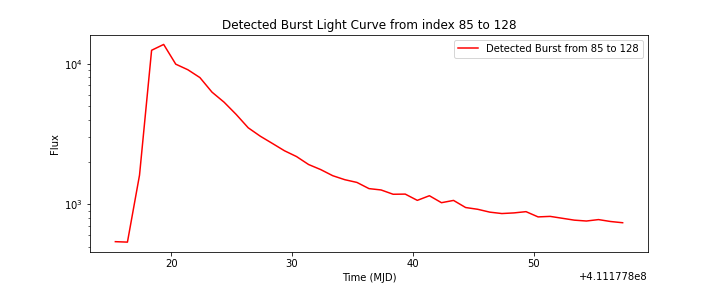 Detected Burst Light Curve from index 85 to 128
Detected Burst from 85 to 128
10⁴
10³
Flux
20 30 40 50
Time (MJD)
+4.111778e8